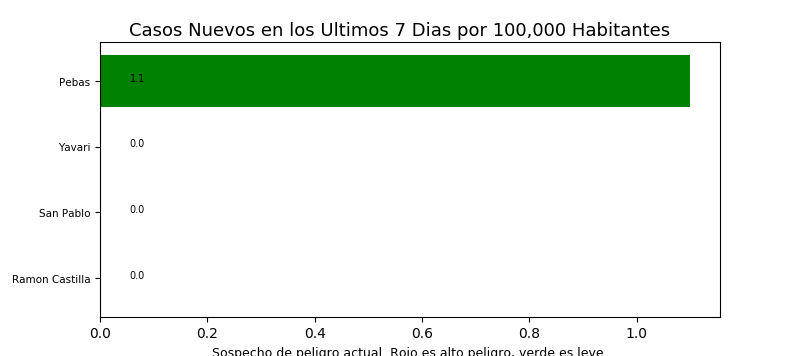 Casos Nuevos en los Ultimos 7 Dias por 100,000 Habitantes
Pebas 1.1
Yavari 0.0
San Pablo 0.0
Ramon Castilla 0.0
0.0 0.2 0.4 0.6 0.8 1.0
Sospecho de peligro actual. Rojo es alto peligro, verde es leve